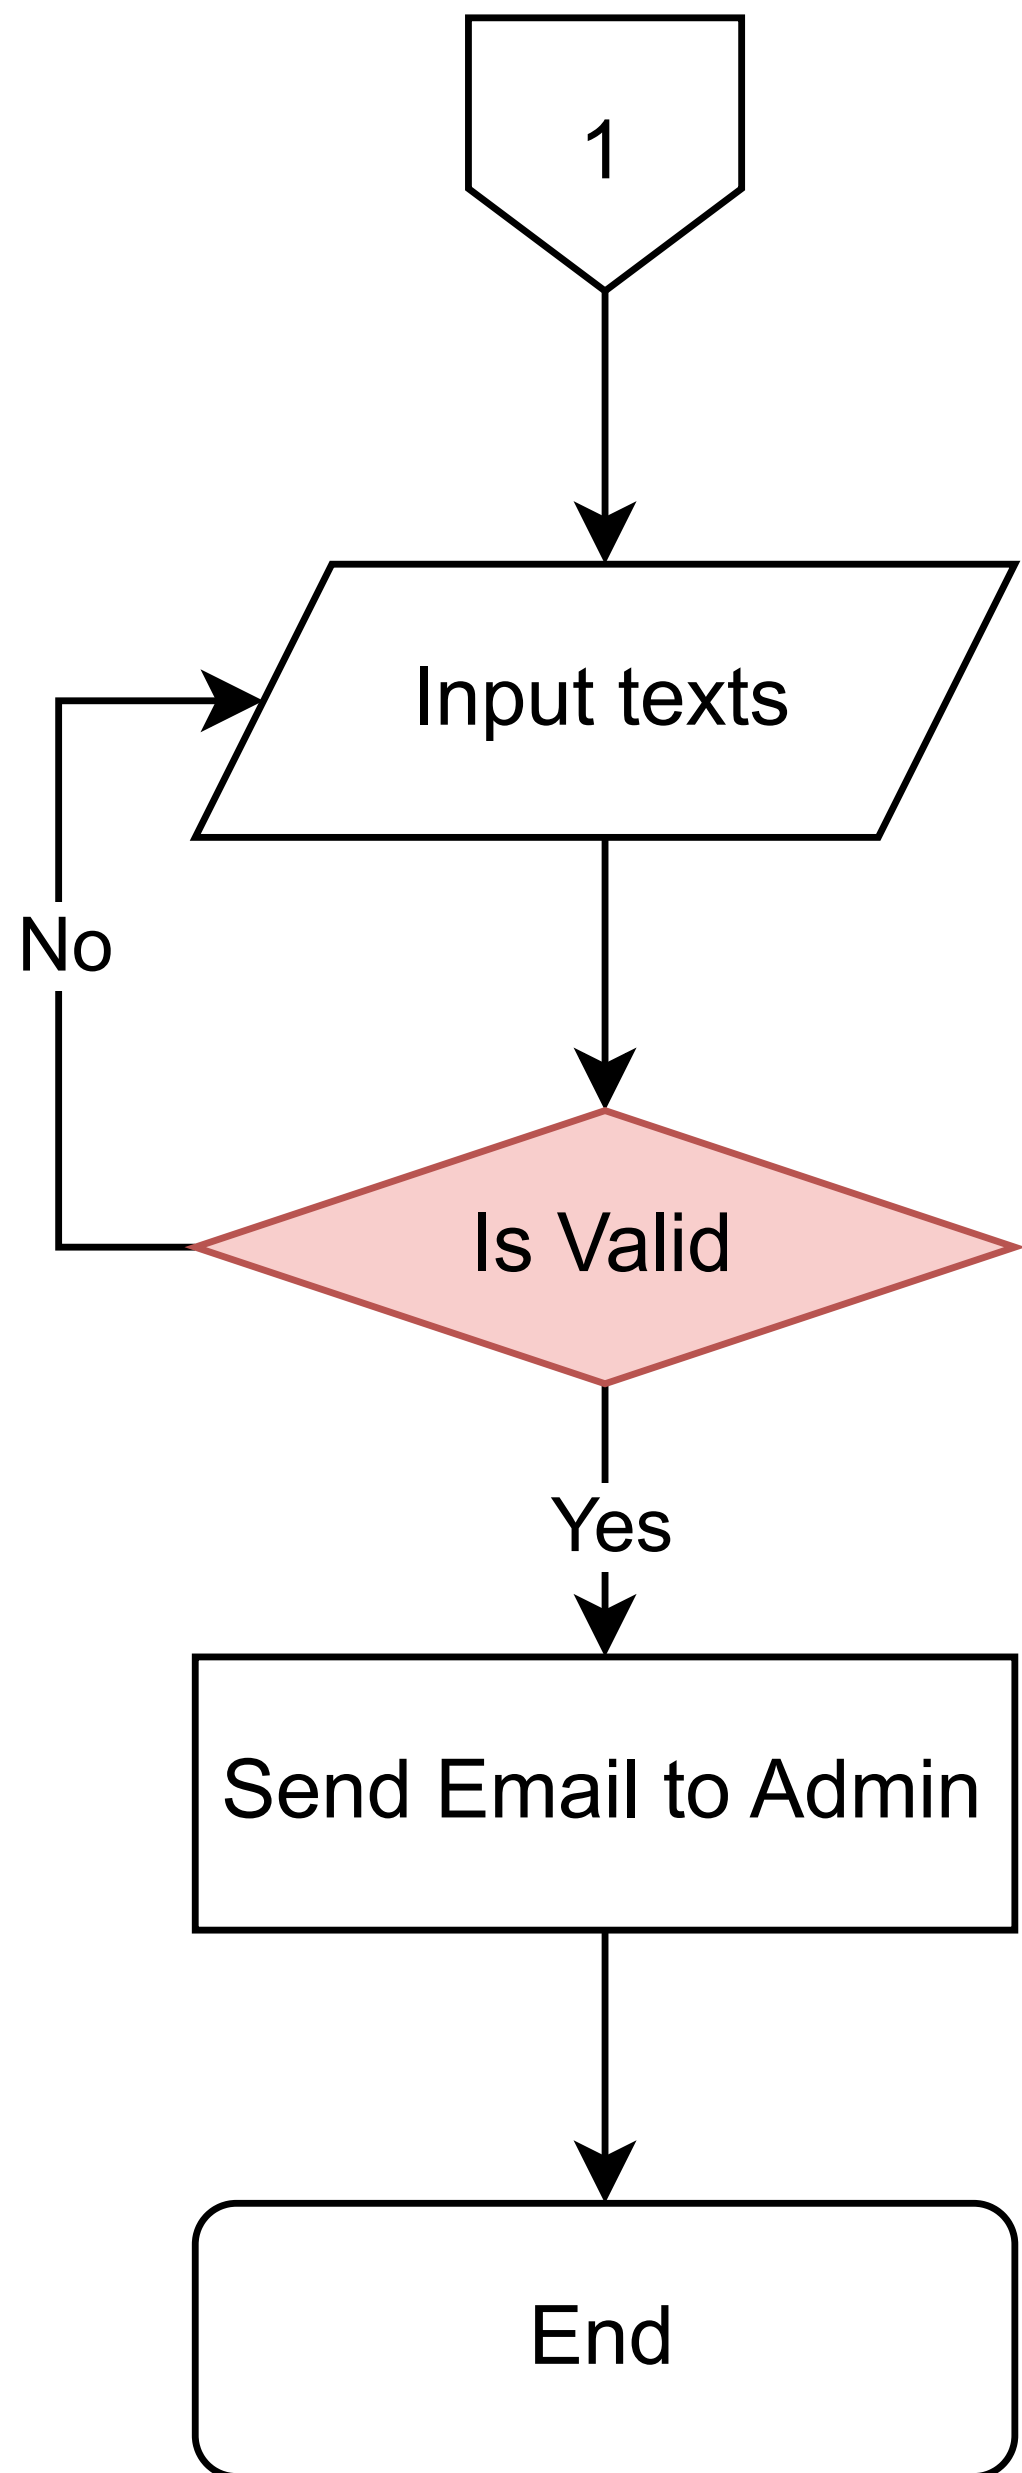 1
Input texts
No
Is Valid
Yes
Send Email to Admin
End